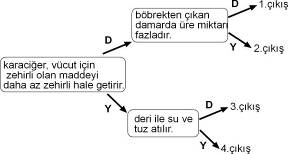 böbrekten çıkan
damarda üre miktarı
fazladır.
D
1.çıkış
Y
2.çıkış
D
karaciğer, vücut için
zehirli olan maddeyi
daha az zehirli hale getirir.
Y
deri ile su ve
tuz atılır.
D
3.çıkış
Y
4.çıkış